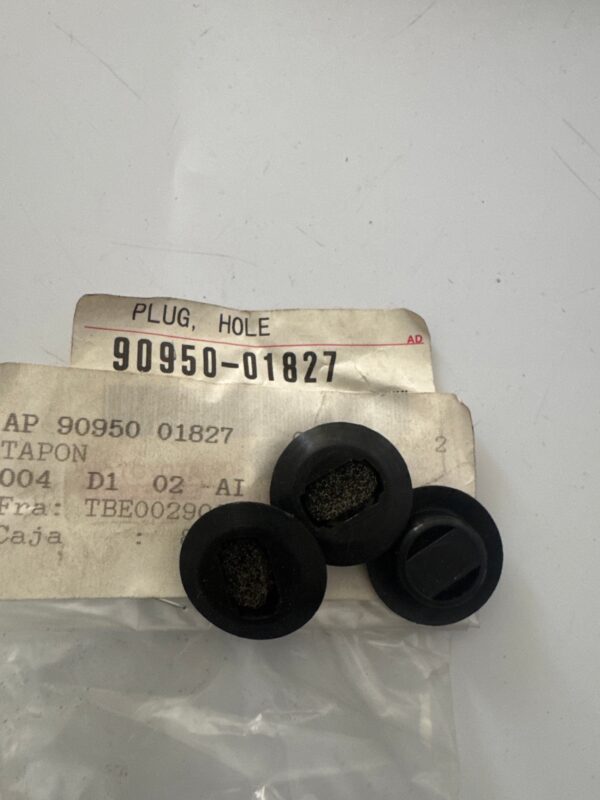 PLUG, HOLE
AD
90950-01827
AP 90950 01827
2
TAPON
004 D1 02 AI
Fra: TBE00290
Caja :